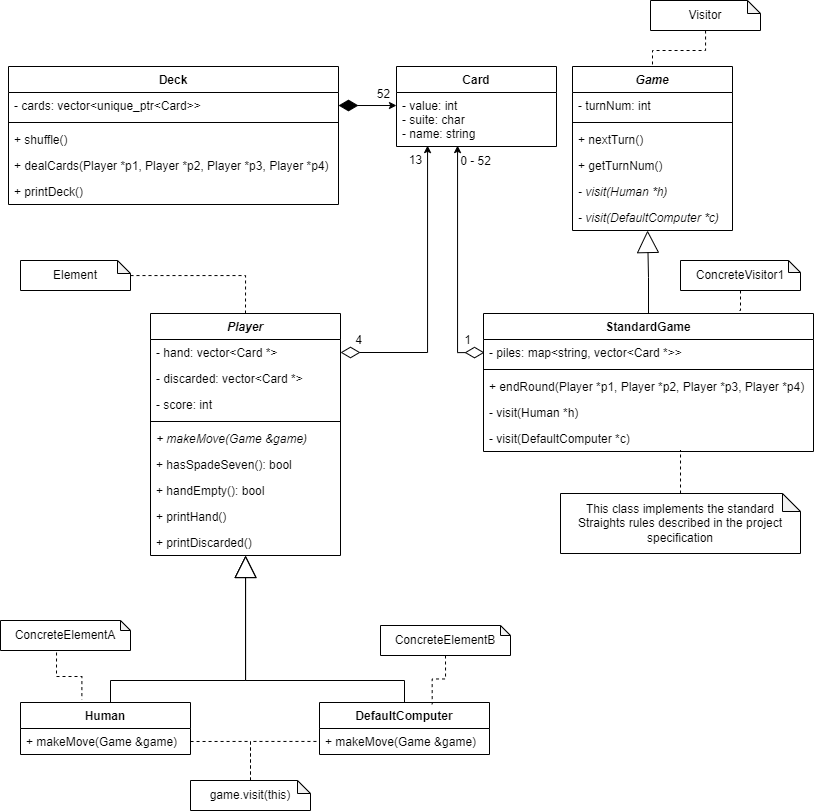 Visitor
Deck
- cards: vector<unique_ptr<Card>>
+ shuffle()
+ dealCards(Player *p1, Player *p2, Player *p3, Player *p4)
+ printDeck()
52
Card
- value: int
- suite: char
- name: string
13
0 - 52
Game
- turnNum: int
+ nextTurn()
+ getTurnNum()
- visit(Human *h)
- visit(DefaultComputer *c)
Element
ConcreteVisitor1
Player
- hand: vector<Card *>
- discarded: vector<Card *>
- score: int
+ makeMove(Game &game)
+ hasSpadeSeven(): bool
+ handEmpty(): bool
+ printHand()
+ printDiscarded()
4
1
StandardGame
- piles: map<string, vector<Card *>>
+ endRound(Player *p1, Player *p2, Player *p3, Player *p4)
- visit(Human *h)
- visit(DefaultComputer *c)
This class implements the standard
Straights rules described in the project
specification
ConcreteElementA
ConcreteElementB
Human
+ makeMove(Game &game)
DefaultComputer
+ makeMove(Game &game)
game.visit(this)